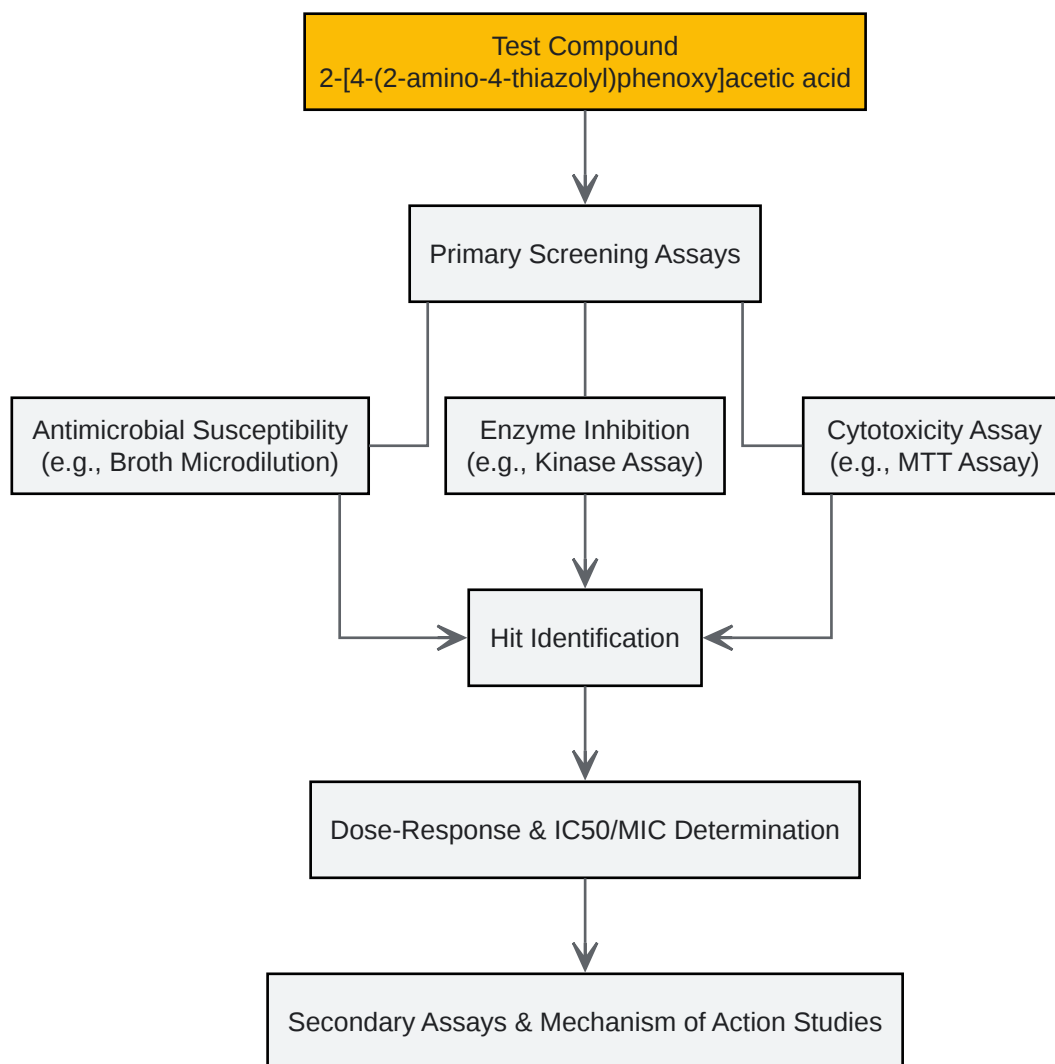 Test Compound
2-[4-(2-amino-4-thiazolyl)phenoxy]acetic acid
Primary Screening Assays
Antimicrobial Susceptibility
(e.g., Broth Microdilution)
Enzyme Inhibition
(e.g., Kinase Assay)
Cytotoxicity Assay
(e.g., MTT Assay)
Hit Identification
Dose-Response & IC50/MIC Determination
Secondary Assays & Mechanism of Action Studies